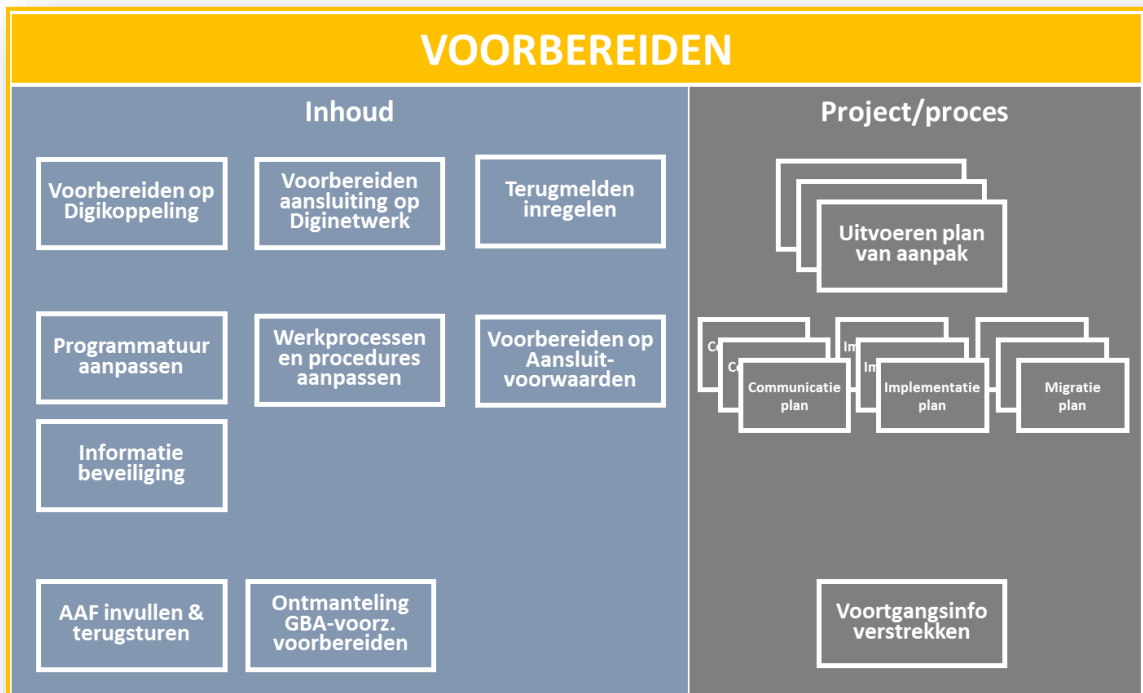 VOORBEREIDEN
Inhoud
Voorbereiden op
Digikoppeling
Voorbereiden
aansluiting op
Diginetwerk
Terugmelden
inregelen
Programmatuur
aanpassen
Werkprocessen
en procedures
aanpassen
Voorbereiden op
Aansluit-
voorwaarden
Informatie
beveiliging
AAF invullen &
terugsturen
Ontmanteling
GBA-voorz.
voorbereiden
Project/proces
Uitvoeren plan
van aanpak
Communicatie
plan
Implementatie
plan
Migratie
plan
Voortgangsinfo
verstrekken